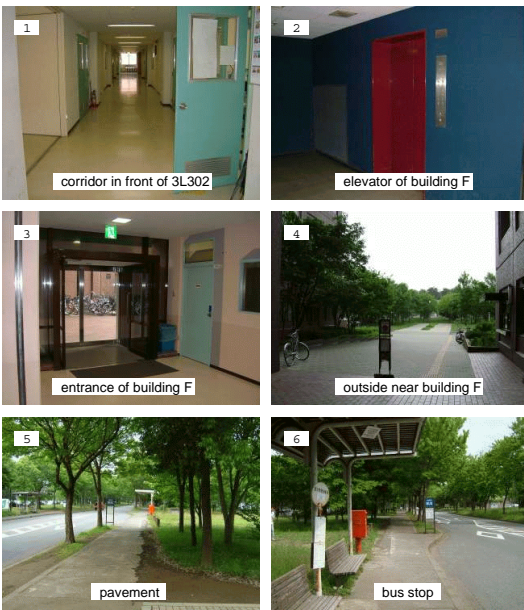 1
corridor in front of 3L302
2
elevator of building F
3
entrance of building F
4
outside near building F
5
pavement
6
bus stop